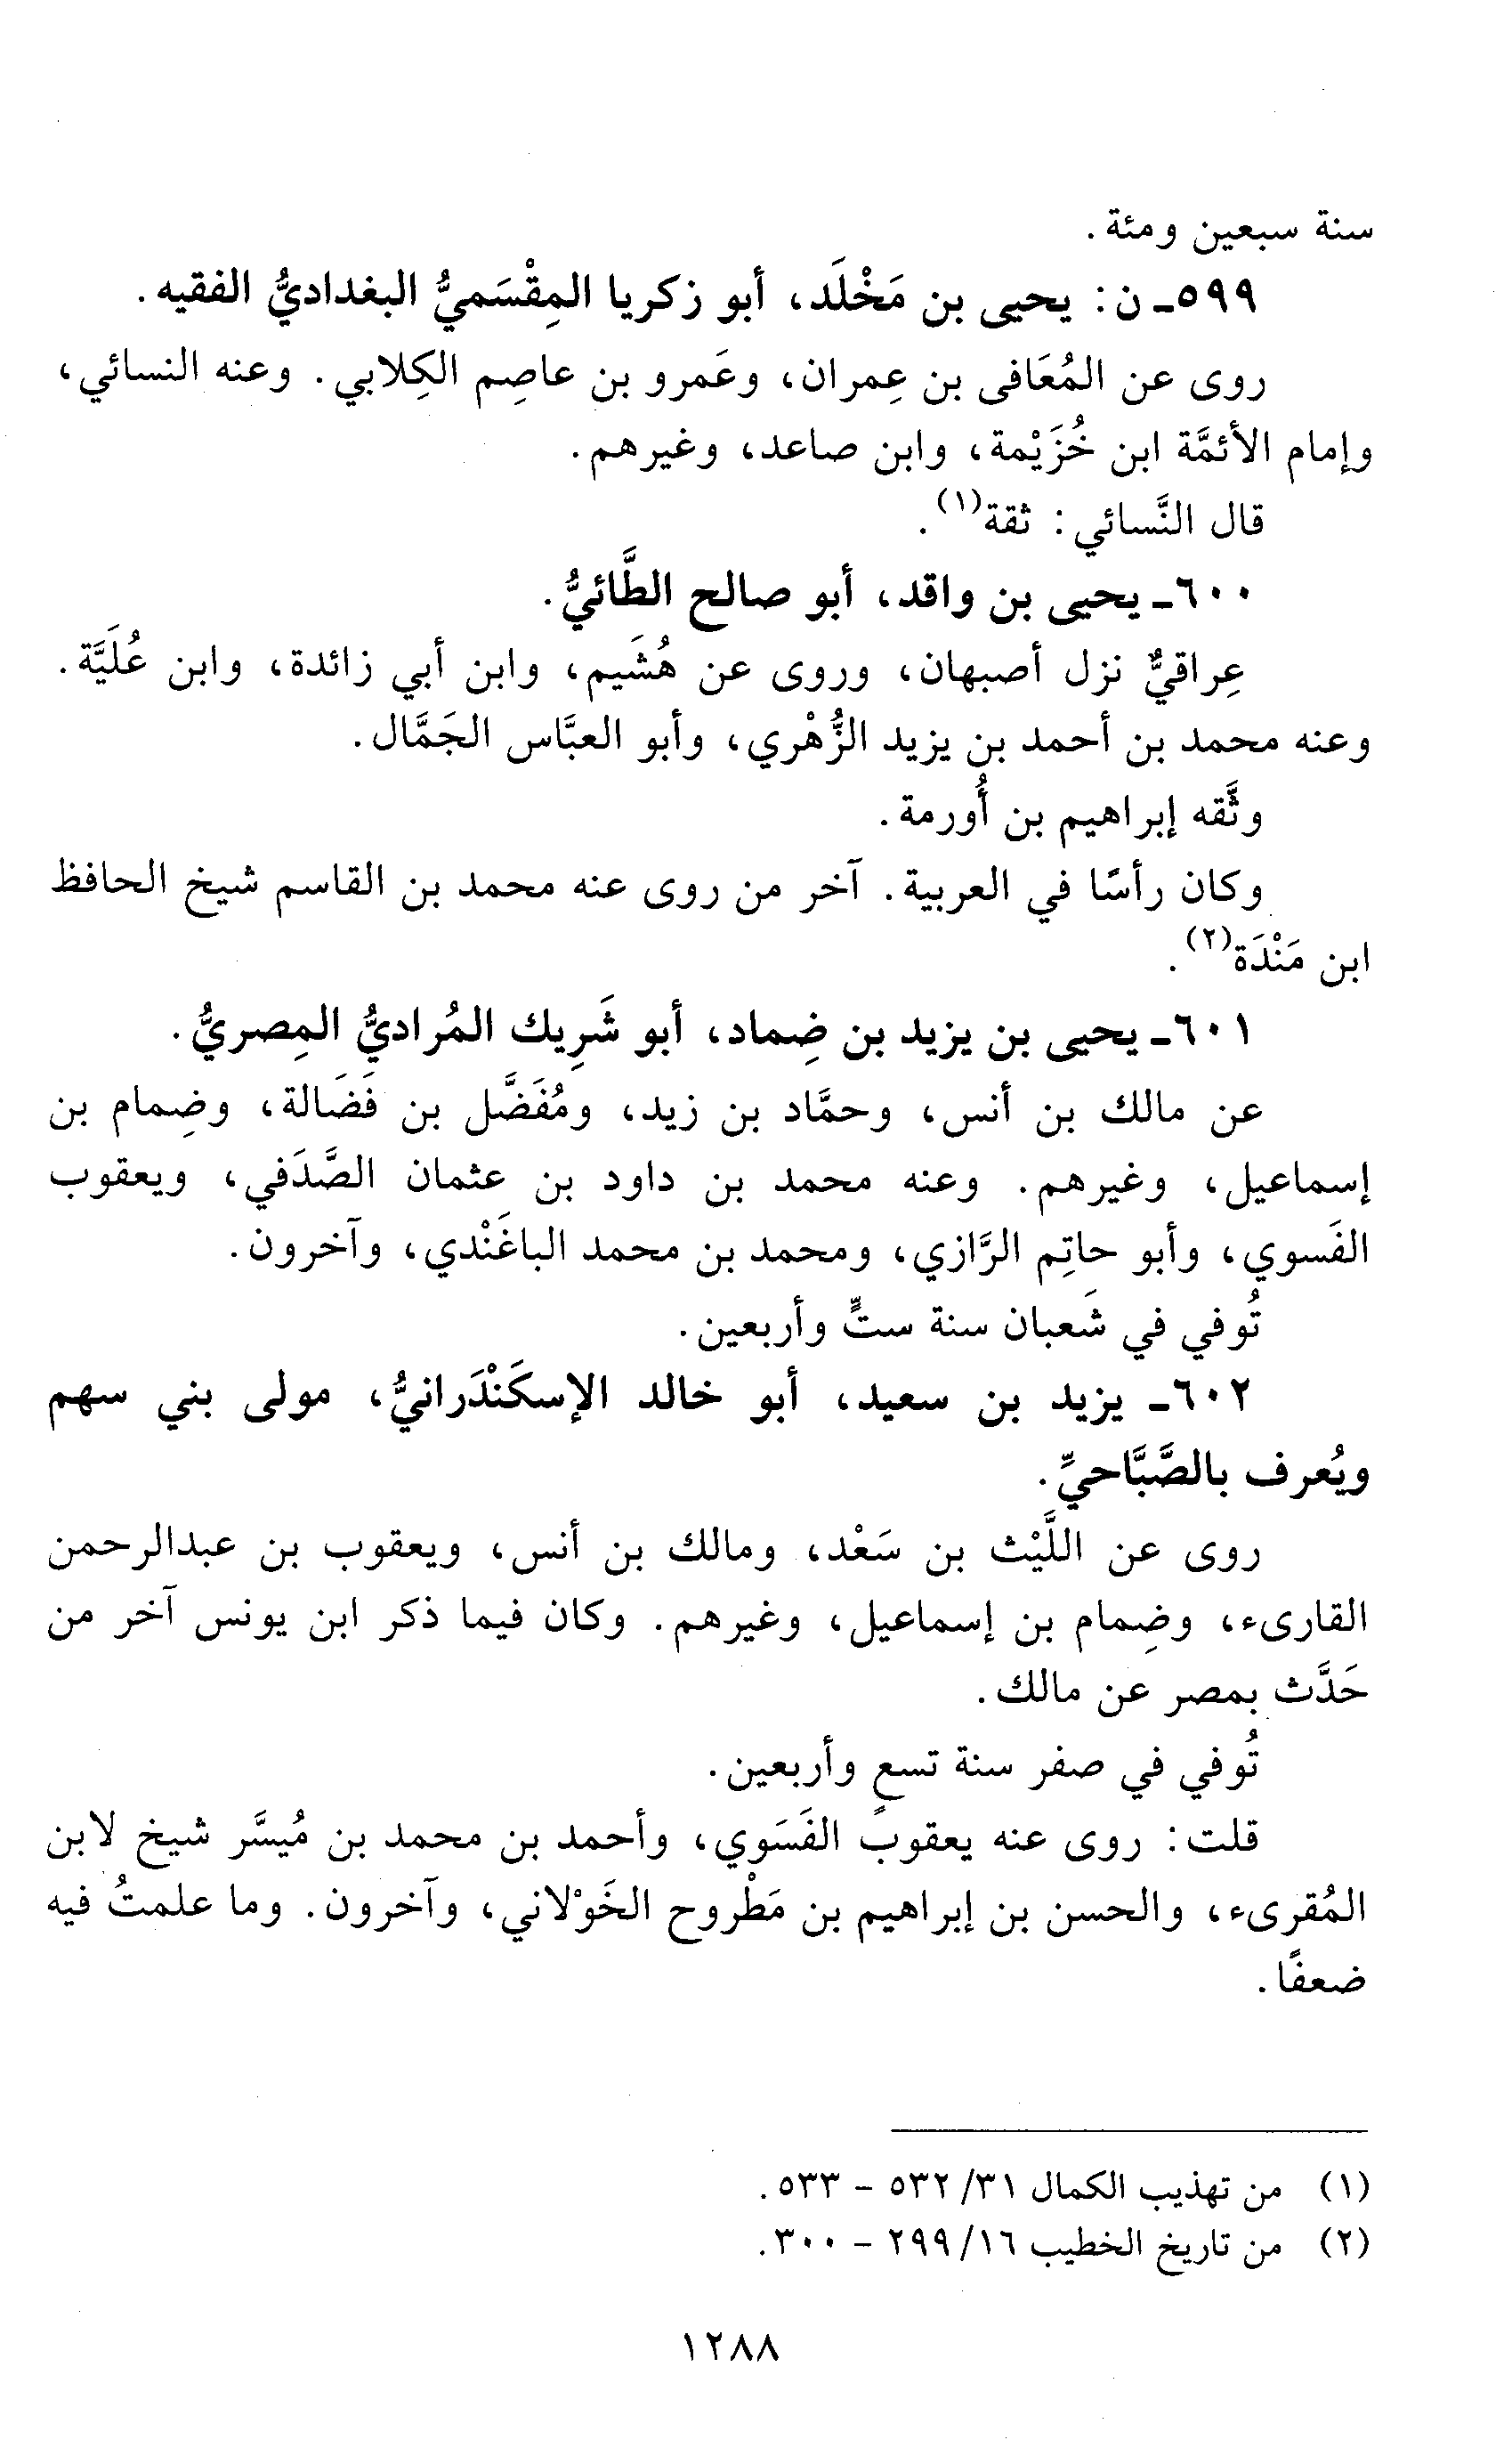 سنة سبعين ومئة.
٥٩٩- ن: يحيى بن مَخْلَد، أبو زكريا المِقْسَميُّ البغداديُّ الفقيه.
روى عن المُعَافى بن عِمران، وعَمرو بن عاصِم الكِلابي. وعنه النسائي،
وإمام الأئمَّة ابن خُزَيْمة، وابن صاعد، وغيرهم.
قال النَّسائي: ثقة(١).
٦٠٠- يحيى بن واقد، أبو صالح الطَّائيُّ.
عِراقيٌّ نزل أصبهان، وروى عن هُشَيم، وابن أبي زائدة، وابن عُلَيَّة.
وعنه محمد بن أحمد بن يزيد الزُّهْري، وأبو العبَّاس الجَمَّال.
وثَّقه إبراهيم بن أُورمة.
وكان رأسًا في العربية. آخر من روى عنه محمد بن القاسم شيخ الحافظ
ابن مَنْدَة(٢).
٦٠١- يحيى بن يزيد بن ضِماد، أبو شَرِيك المُراديُّ المِصريُّ.
عن مالك بن أنس، وحمَّاد بن زيد، ومُفَضَّل بن فَضَالة، وضِمام بن
إسماعيل، وغيرهم. وعنه محمد بن داود بن عثمان الصَّدَفي، ويعقوب
الفَسوي، وأبو حاتِم الرَّازي، ومحمد بن محمد الباغَنْدي، وآخرون.
تُوفي في شَعبان سنة ستٍّ وأربعين.
٦٠٢- يزيد بن سعيد، أبو خالد الإسكَنْدَرانيُّ، مولى بني سهم
ويُعرف بالصَّبَّاحيِّ.
روى عن اللَّيْث بن سَعْد، ومالك بن أنس، ويعقوب بن عبدالرحمن
القارىء، وضِمام بن إسماعيل، وغيرهم. وكان فيما ذكر ابن يونس آخر من
حَدَّث بمصر عن مالك.
تُوفي في صفر سنة تسعٍ وأربعين.
قلت: روى عنه يعقوب الفَسَوي، وأحمد بن محمد بن مُيسَّر شيخ لابن
المُقرىء، والحسن بن إبراهيم بن مَطْروح الخَوْلاني، وآخرون. وما علمتُ فيه
ضعفًا.
(١) من تهذيب الكمال ٣١/ ٥٣٢ - ٥٣٣.
(٢) من تاريخ الخطيب ١٦/ ٢٩٩ - ٣٠٠.
١٢٨٨